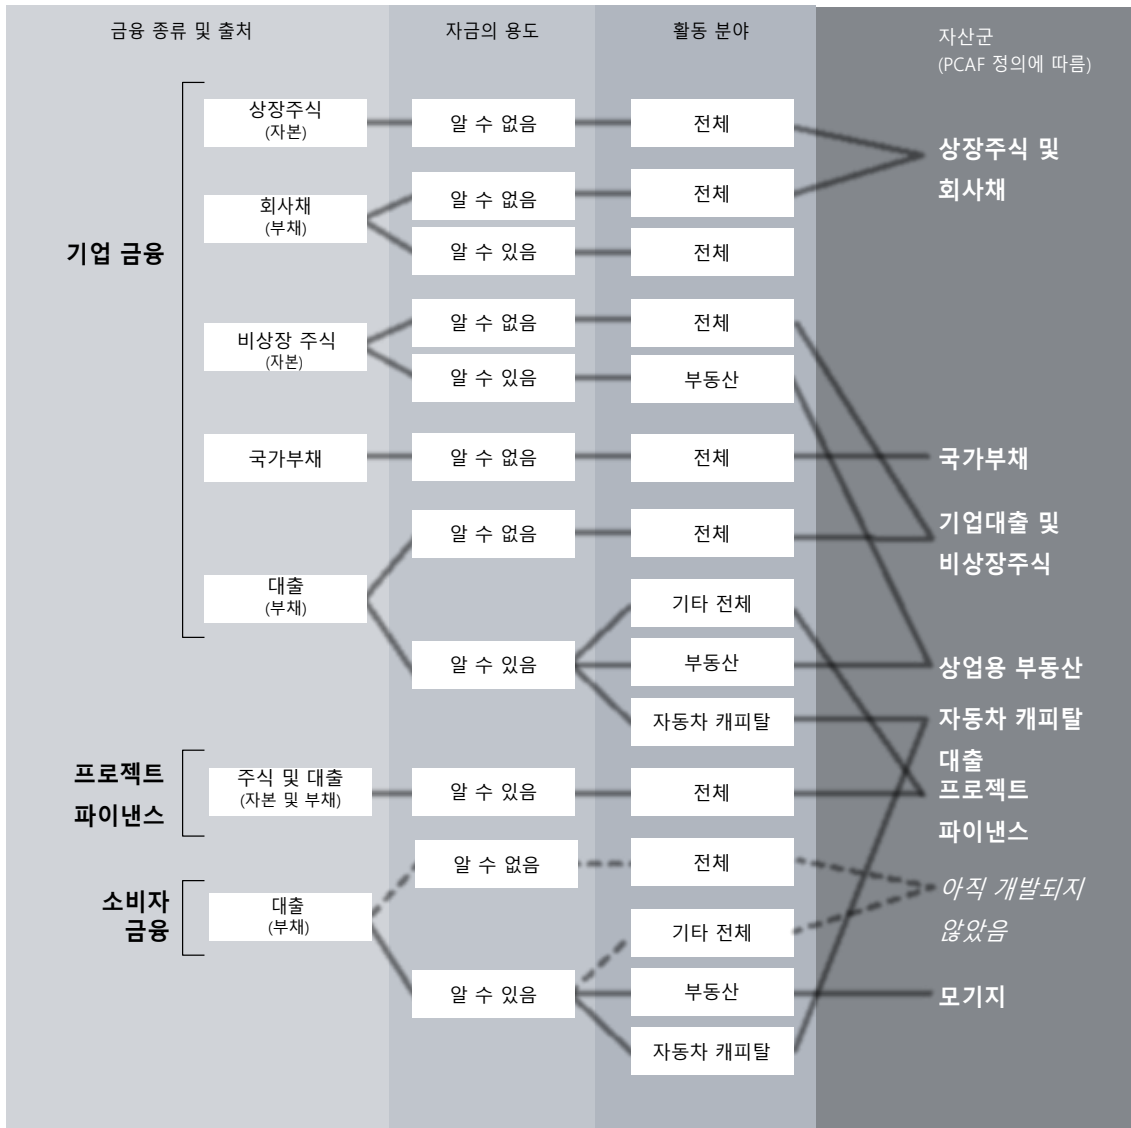 금융 종류 및 출처
자금의 용도
활동 분야
자산군
(PCAF 정의에 따름)
기업 금융
상장주식
(자본)
알 수 없음
전체
상장주식 및
회사채
회사채
(부채)
알 수 없음
전체
알 수 있음
전체
비상장 주식
(자본)
알 수 없음
전체
알 수 있음
부동산
국가부채
알 수 없음
전체
국가부채
대출
(부채)
알 수 없음
전체
기업대출 및
비상장주식
알 수 있음
기타 전체
부동산
상업용 부동산
자동차 캐피탈
자동차 캐피탈
대출
프로젝트
파이낸스
주식 및 대출
(자본 및 부채)
알 수 있음
전체
프로젝트
파이낸스
소비자
금융
대출
(부채)
알 수 없음
전체
아직 개발되지
않았음
알 수 있음
기타 전체
부동산
모기지
자동차 캐피탈